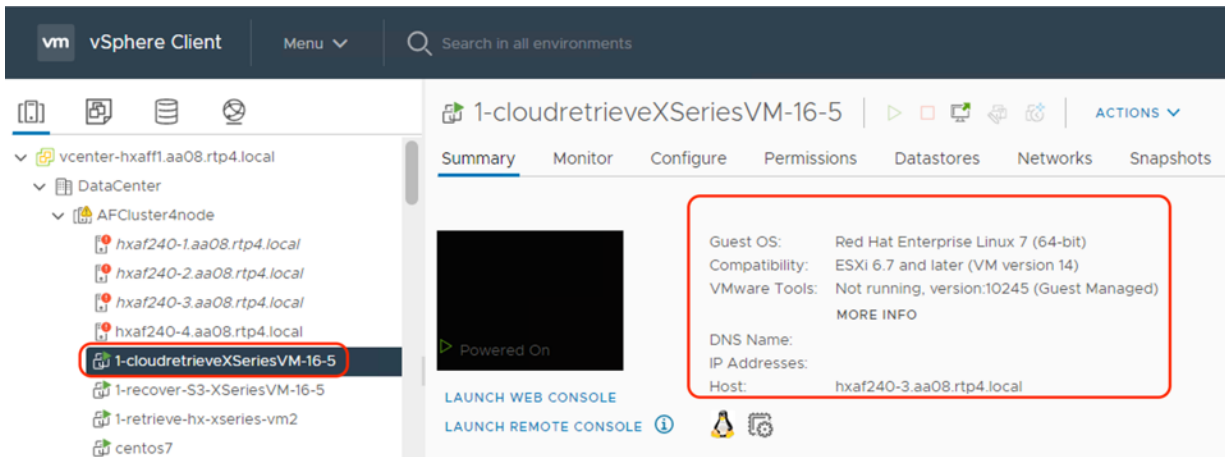 vm vSphere Client Menu Search in all environments
1-cloudretrieveXSeriesVM-16-5 ACTIONS
Summary Monitor Configure Permissions Datastores Networks Snapshots
vcenter-hxaff1.aa08.rtp4.local
DataCenter
AFCluster4node
hxaf240-1.aa08.rtp4.local
hxaf240-2.aa08.rtp4.local
hxaf240-3.aa08.rtp4.local
hxaf240-4.aa08.rtp4.local
1-cloudretrieveXSeriesVM-16-5
1-recover-S3-XSeriesVM-16-5
1-retrieve-hx-xseries-vm2
centos7
Powered On
LAUNCH WEB CONSOLE
LAUNCH REMOTE CONSOLE
Guest OS: Red Hat Enterprise Linux 7 (64-bit)
Compatibility: ESXi 6.7 and later (VM version 14)
VMware Tools: Not running, version:10245 (Guest Managed)
MORE INFO
DNS Name:
IP Addresses:
Host: hxaf240-3.aa08.rtp4.local